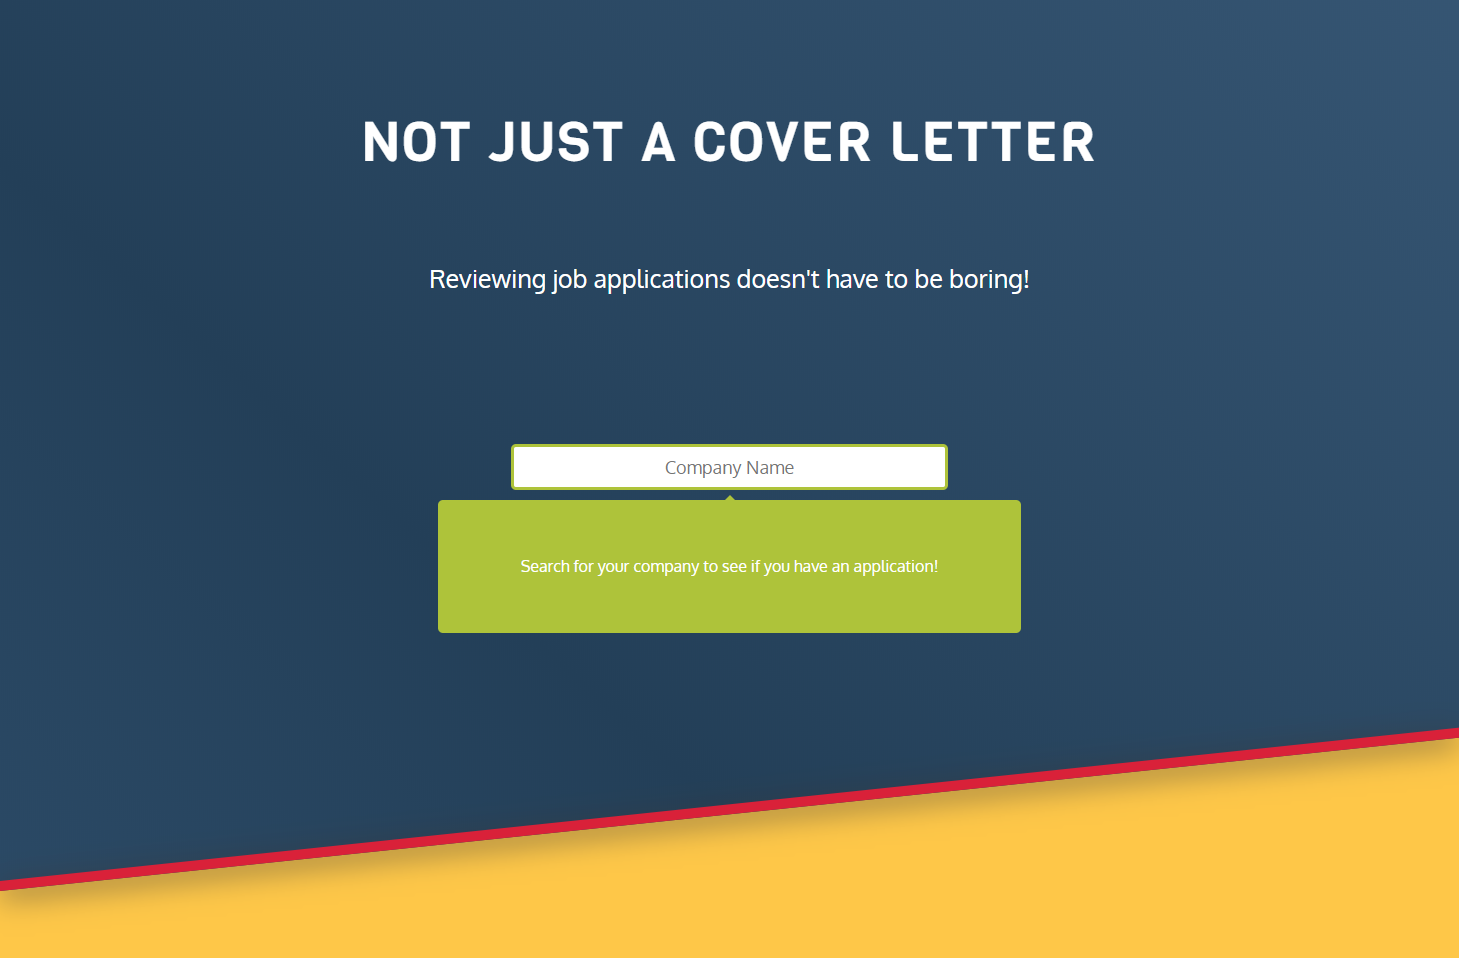 NOT JUST A COVER LETTER
Reviewing job applications doesn't have to be boring!
Company Name
Search for your company to see if you have an application!